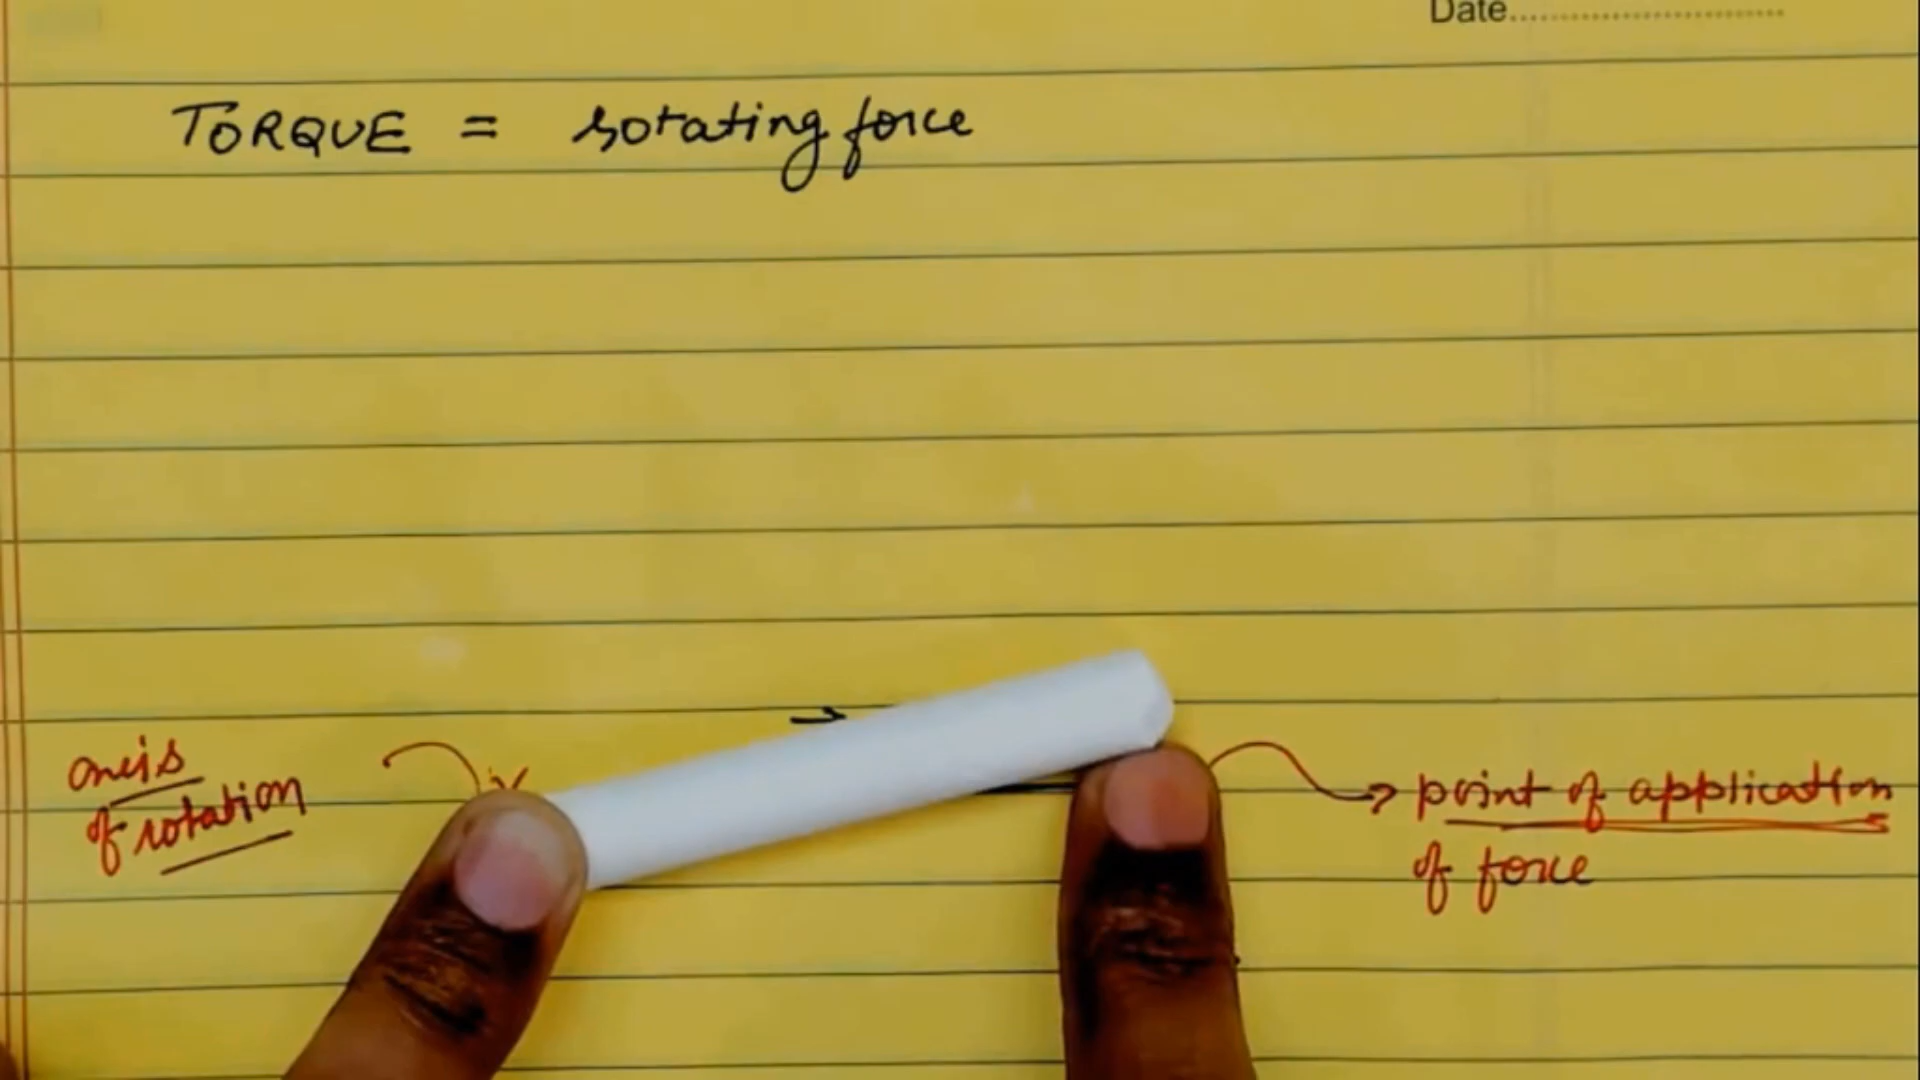 Date..............................
TORQUE = rotating force
axis
of rotation
point of application
of force